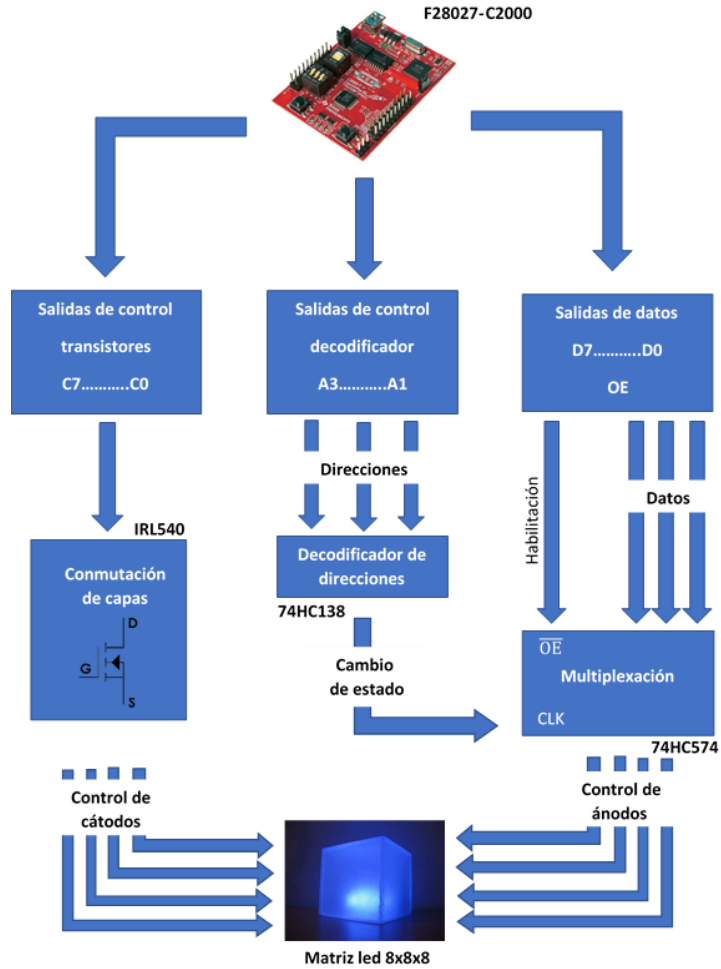 F28027-C2000
Salidas de control
transistores
C7...........C0
Salidas de control
decodificador
A3...........A1
Salidas de datos
D7...........D0
OE
Direcciones
Habilitación
Datos
IRL540
Conmutación
de capas
D
G
S
Decodificador de
direcciones
74HC138
Cambio
de estado
OE
Multiplexación
CLK
74HC574
Control de
cátodos
Control de
ánodos
Matriz led 8x8x8